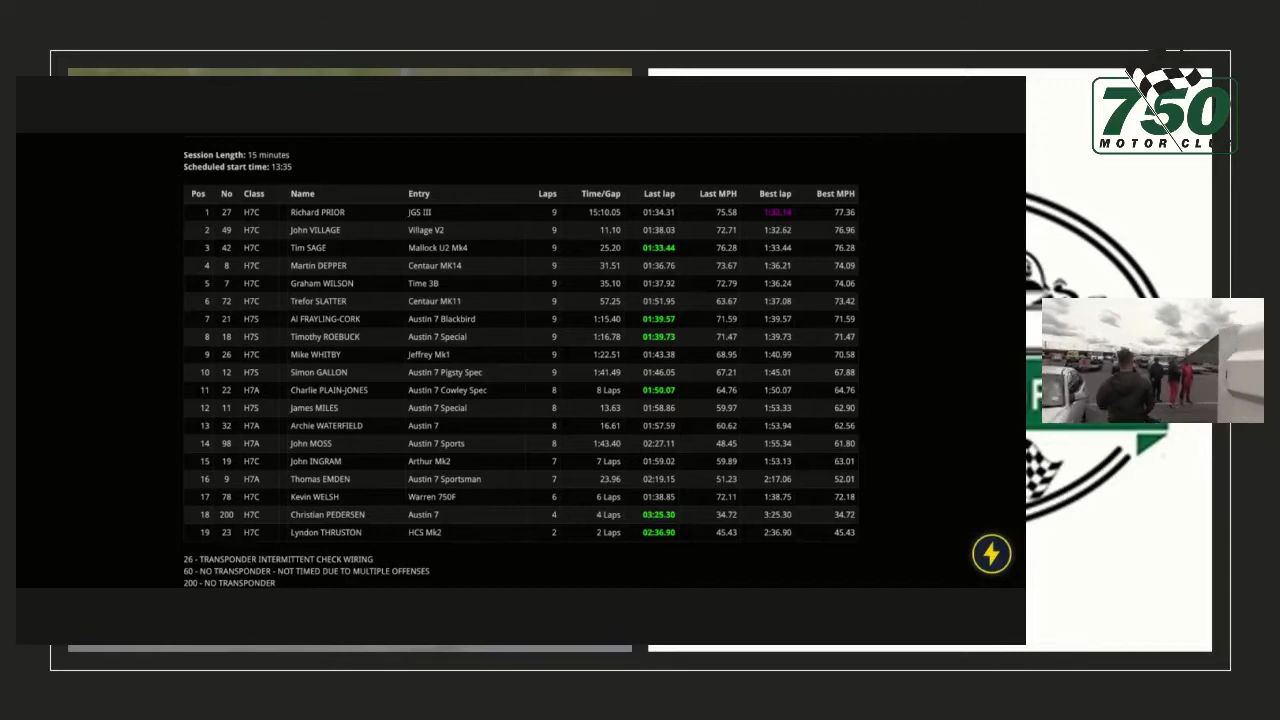 750
MOTOR CLUB
Session Length: 15 minutes
Scheduled start time: 13:35
Pos No Class Name Entry Laps Time/Gap Last lap Last MPH Best lap Best MPH
1 27 H7C Richard PRIOR JGS III 9 15:10.05 01:34.31 75.58 1:32.14 77.36
2 49 H7C John VILLAGE Village V2 9 11.10 01:38.03 72.71 1:32.62 76.96
3 42 H7C Tim SAGE Mallock U2 Mk4 9 25.20 01:33.44 76.28 1:33.44 76.28
4 8 H7C Martin DEPPER Centaur MK14 9 31.51 01:36.76 73.67 1:36.21 74.09
5 7 H7C Graham WILSON Time 3B 9 35.10 01:37.92 72.79 1:36.24 74.06
6 72 H7C Trefor SLATTER Centaur MK11 9 57.25 01:51.95 63.67 1:37.08 73.42
7 21 H7S Al FRAYLING-CORK Austin 7 Blackbird 9 1:15.40 01:39.57 71.59 1:39.57 71.59
8 18 H7S Timothy ROEBUCK Austin 7 Special 9 1:16.78 01:39.73 71.47 1:39.73 71.47
9 26 H7C Mike WHITBY Jeffrey Mk1 9 1:22.51 01:43.38 68.95 1:40.99 70.58
10 12 H7S Simon GALLON Austin 7 Pigsty Spec 9 1:41.49 01:46.05 67.21 1:45.01 67.88
11 22 H7A Charlie PLAIN-JONES Austin 7 Cowley Spec 8 8 Laps 01:50.07 64.76 1:50.07 64.76
12 11 H7S James MILES Austin 7 Special 8 13.63 01:58.86 59.97 1:53.33 62.90
13 32 H7A Archie WATERFIELD Austin 7 8 16.61 01:57.59 60.62 1:53.94 62.56
14 98 H7A John MOSS Austin 7 Sports 8 1:43.40 02:27.11 48.45 1:55.34 61.80
15 19 H7C John INGRAM Arthur Mk2 7 7 Laps 01:59.02 59.89 1:53.13 63.01
16 9 H7A Thomas EMDEN Austin 7 Sportsman 7 23.96 02:19.15 51.23 2:17.06 52.01
17 78 H7C Kevin WELSH Warren 750F 6 6 Laps 01:38.85 72.11 1:38.75 72.18
18 200 H7C Christian PEDERSEN Austin 7 4 4 Laps 03:25.30 34.72 3:25.30 34.72
19 23 H7C Lyndon THRUSTON HCS Mk2 2 2 Laps 02:36.90 45.43 2:36.90 45.43
26 - TRANSPONDER INTERMITTENT CHECK WIRING
60 - NO TRANSPONDER - NOT TIMED DUE TO MULTIPLE OFFENSES
200 - NO TRANSPONDER